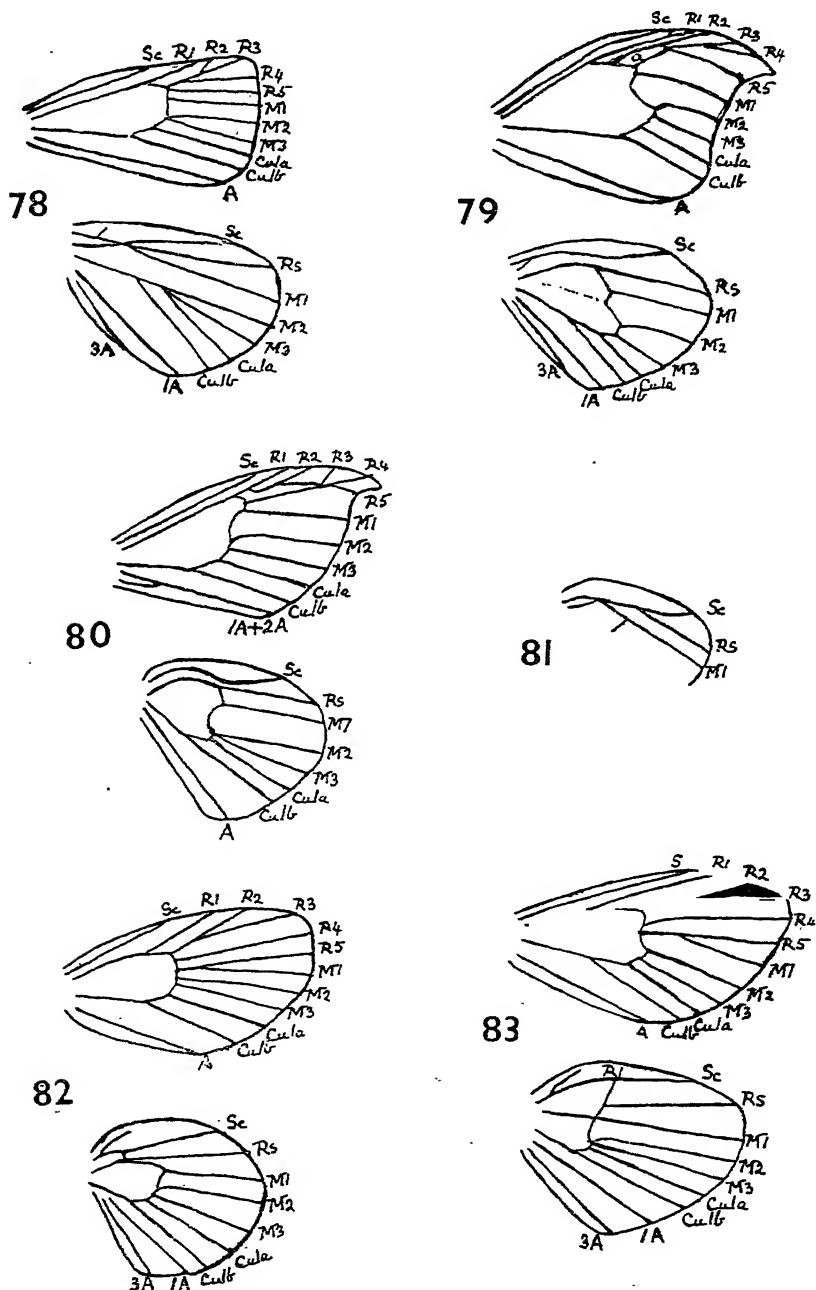 Sc R1 R2 R3
R4
R5
M1
M2
M3
Cu1a
Cu1b
A
78
Sc
Rs
M1
M2
M3
Cu1a
Cu1b
1A
3A
Sc R1 R2
R3
R4
a
R5
M1
M2
M3
Cu1a
Cu1b
A
79
Sc
Rs
M1
M2
M3
Cu1a
Cu1b
1A
3A
Sc R1 R2 R3 R4
R5
M1
M2
M3
Cu1a
Cu1b
1A+2A
80
Sc
Rs
M1
M2
M3
Cu1a
Cu1b
A
81
Sc
Rs
M1
Sc R1 R2 R3
R4
R5
M1
M2
M3
Cu1a
Cu1b
A
82
Sc
Rs
M1
M2
M3
Cu1a
Cu1b
1A
3A
S R1 R2
R3
R4
R5
M1
M2
M3
Cu1a
Cu1b
A
83
R1 Sc
Rs
M1
M2
M3
Cu1a
Cu1b
1A
3A